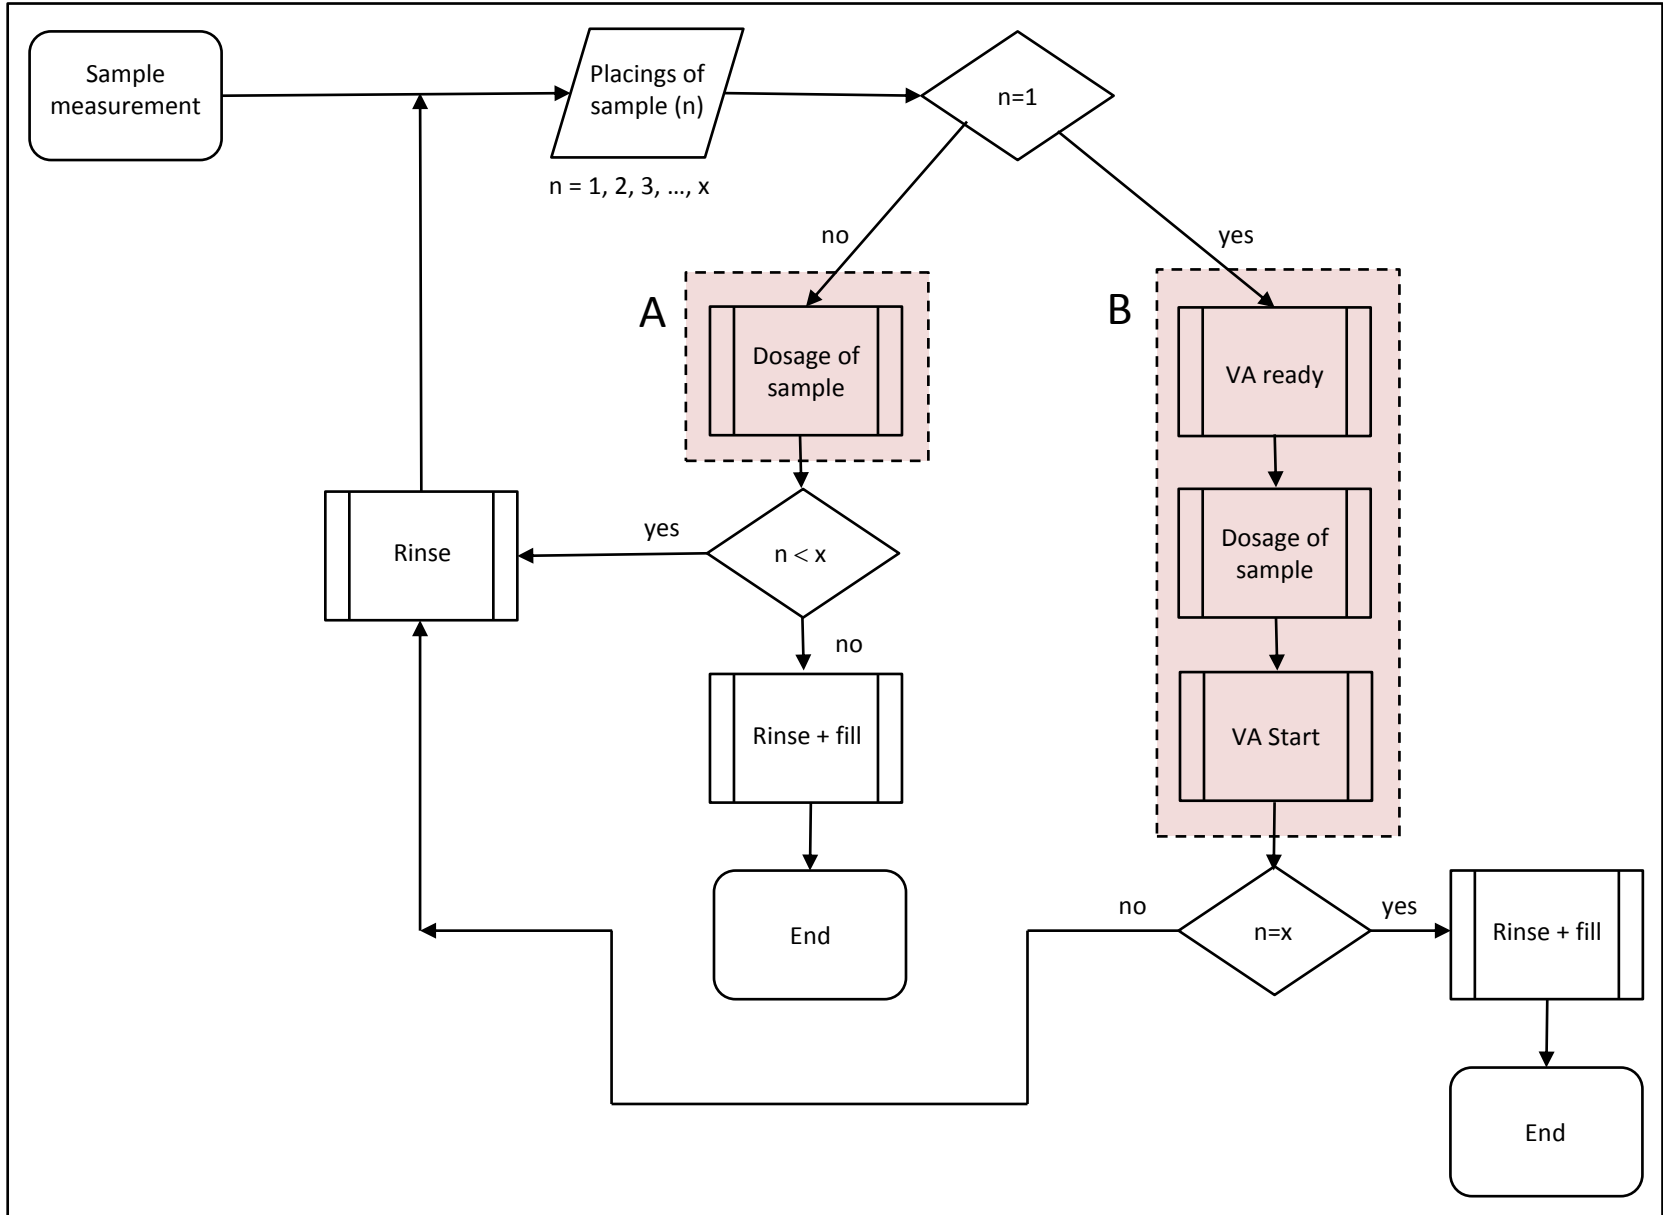 Sample
measurement
Placings of
sample (n)
n = 1, 2, 3, ..., x
n=1
no
yes
A
Dosage of
sample
B
VA ready
Rinse
yes
n < x
no
Dosage of
sample
Rinse + fill
VA Start
End
no
n=x
yes
Rinse + fill
End